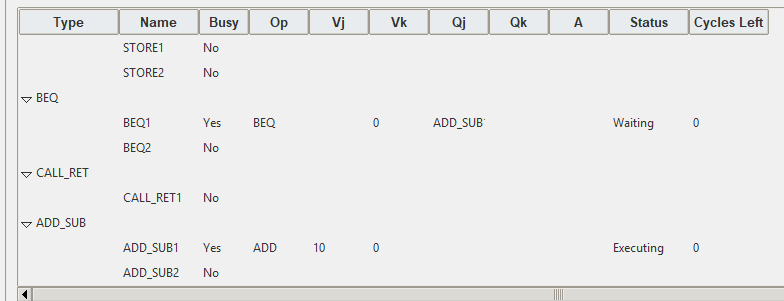 Type Name Busy Op Vj Vk Qj Qk A Status Cycles Left
STORE1 No
STORE2 No
BEQ
BEQ1 Yes BEQ 0 ADD_SUB Waiting 0
BEQ2 No
CALL_RET
CALL_RET1 No
ADD_SUB
ADD_SUB1 Yes ADD 10 0 Executing 0
ADD_SUB2 No